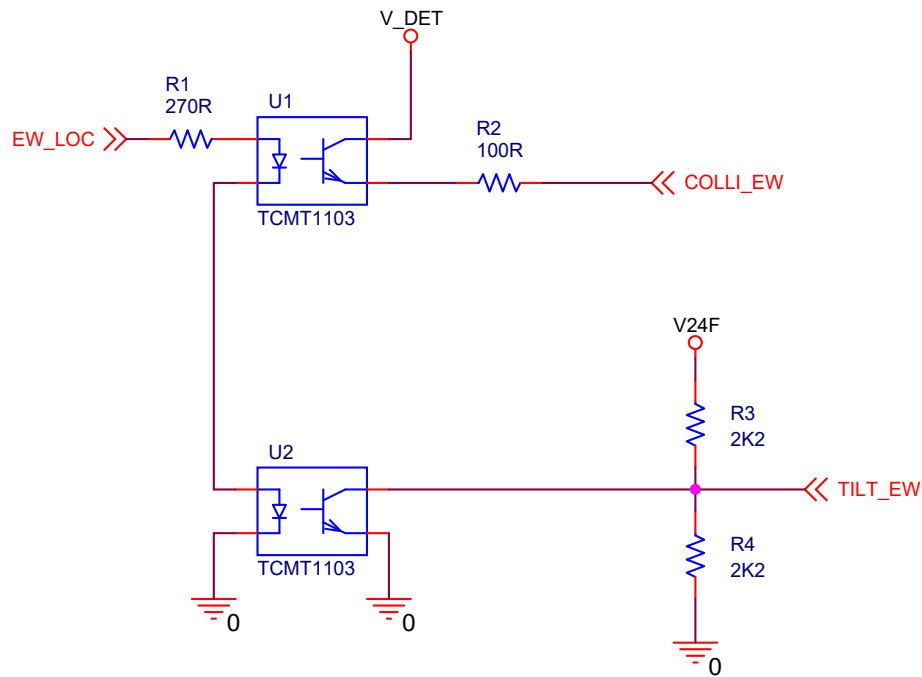 V_DET
R1
270R
U1
EW_LOC
R2
100R
COLLI_EW
TCMT1103
V24F
R3
2K2
U2
TILT_EW
R4
2K2
TCMT1103
0
0
0